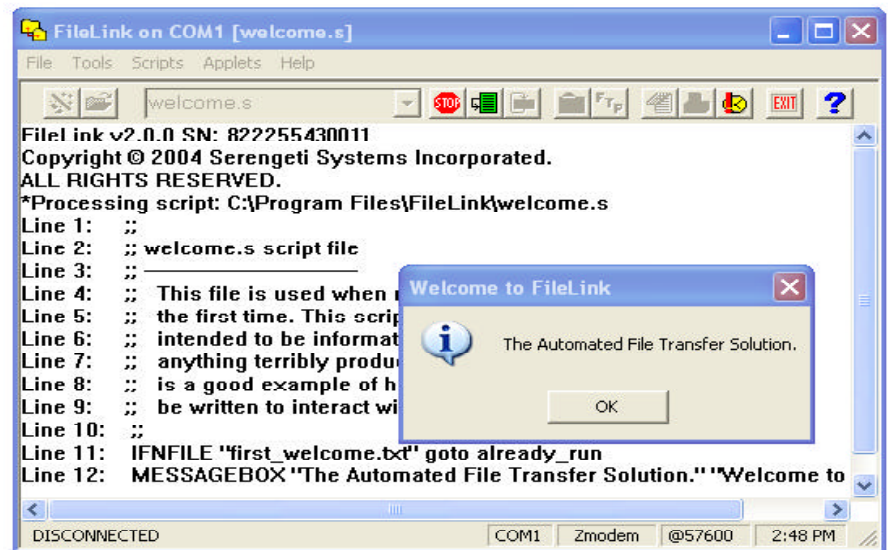 FileLink on COM1 [welcome.s]
File Tools Scripts Applets Help
welcome.s
STOP
FTP
EXIT
?
FileLink v2.0.0 SN: 822255430011
Copyright © 2004 Serengeti Systems Incorporated.
ALL RIGHTS RESERVED.
*Processing script: C:\Program Files\FileLink\welcome.s
Line 1: ;;
Line 2: ;; welcome.s script file
Line 3: ;; ——————————
Line 4: ;; This file is used when
Line 5: ;; the first time. This
Line 6: ;; intended to be
Line 7: ;; anything terribly
Line 8: ;; is a good example of
Line 9: ;; be written to interact
Line 10: ;;
Line 11: IFNFILE "first_welcome.txt" goto already_run
Line 12: MESSAGEBOX "The Automated File Transfer Solution." "Welcome to
Welcome to FileLink
The Automated File Transfer Solution.
OK
DISCONNECTED
COM1 Zmodem @57600 2:48 PM